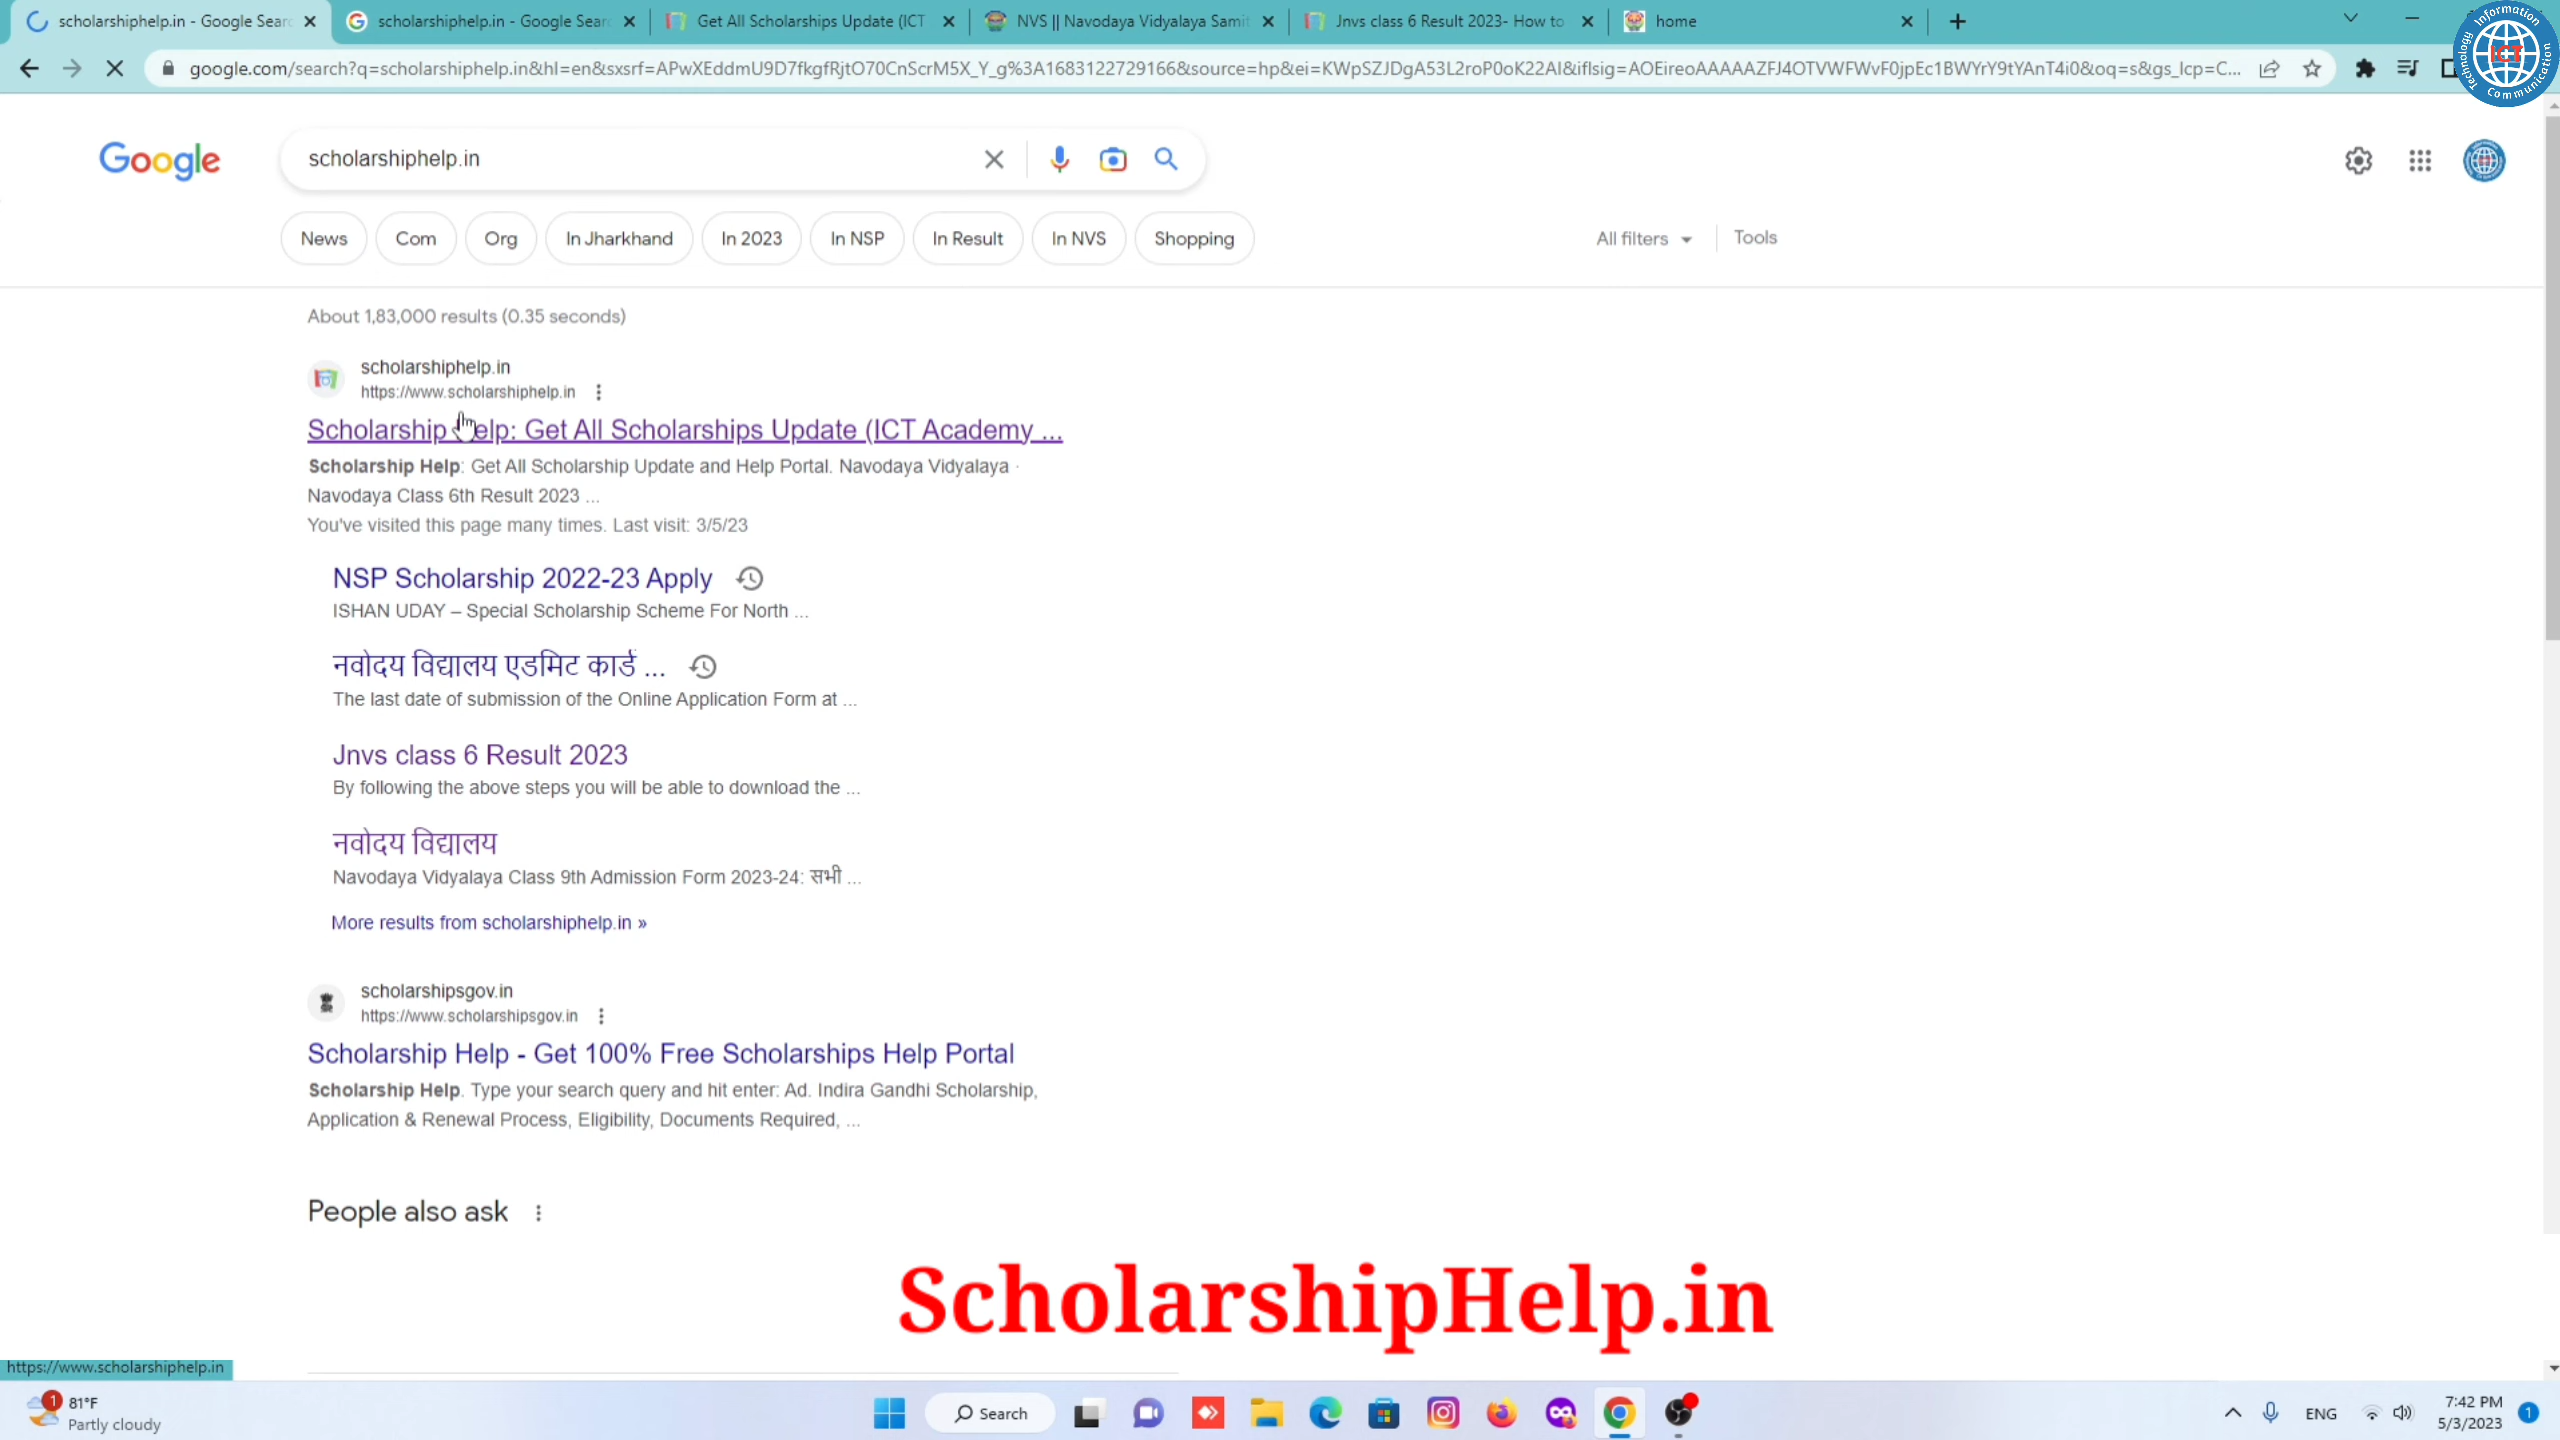 scholarshiphelp.in - Google Sear
scholarshiphelp.in - Google Sear
Get All Scholarships Update (ICT
NVS || Navodaya Vidyalaya Samit
Jnvs class 6 Result 2023- How to
home
google.com/search?q=scholarshiphelp.in&hl=en&sxsrf=APwXEddmU9D7fkgfRjtO70CnScrM5X_Y_g%3A1683122729166&source=hp&ei=KWpSZJDgA53L2roP0oK22AI&iflsig=AOEireoAAAAAZFJ4OTVWFWvF0jpEc1BWYrY9tYAnT4i0&oq=s&gs_lcp=C...
Information
Communication
Technology
ICT
Google
scholarshiphelp.in
News
Com
Org
In Jharkhand
In 2023
In NSP
In Result
In NVS
Shopping
All filters
Tools
About 1,83,000 results (0.35 seconds)
scholarshiphelp.in
https://www.scholarshiphelp.in
Scholarship Help: Get All Scholarships Update (ICT Academy ...
Scholarship Help: Get All Scholarship Update and Help Portal. Navodaya Vidyalaya ·
Navodaya Class 6th Result 2023 ...
You've visited this page many times. Last visit: 3/5/23
NSP Scholarship 2022-23 Apply
ISHAN UDAY – Special Scholarship Scheme For North ...
नवोदय विद्यालय एडमिट कार्ड ...
The last date of submission of the Online Application Form at ...
Jnvs class 6 Result 2023
By following the above steps you will be able to download the ...
नवोदय विद्यालय
Navodaya Vidyalaya Class 9th Admission Form 2023-24: सभी ...
More results from scholarshiphelp.in »
scholarshipsgov.in
https://www.scholarshipsgov.in
Scholarship Help - Get 100% Free Scholarships Help Portal
Scholarship Help. Type your search query and hit enter: Ad. Indira Gandhi Scholarship,
Application & Renewal Process, Eligibility, Documents Required, ...
People also ask
ScholarshipHelp.in
https://www.scholarshiphelp.in
1
81°F
Partly cloudy
Search
ENG
7:42 PM
5/3/2023
1